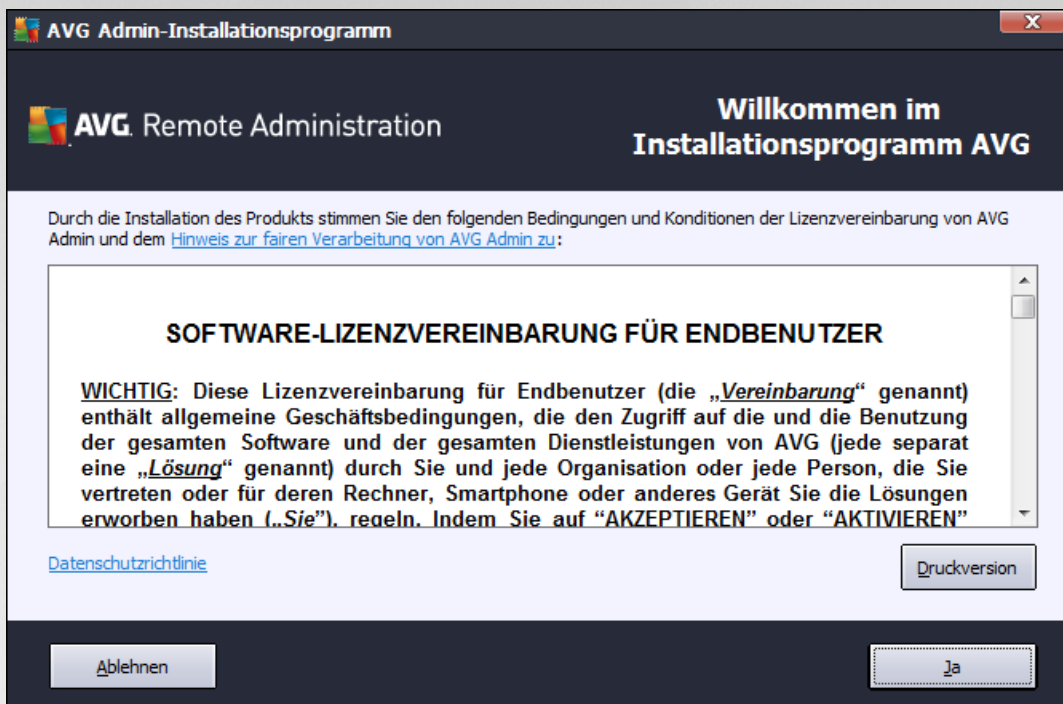 AVG Admin-Installationsprogramm
AVG. Remote Administration
Willkommen im
Installationsprogramm AVG
Durch die Installation des Produkts stimmen Sie den folgenden Bedingungen und Konditionen der Lizenzvereinbarung von AVG
Admin und dem Hinweis zur fairen Verarbeitung von AVG Admin zu:
SOFTWARE-LIZENZVEREINBARUNG FÜR ENDBENUTZER
WICHTIG: Diese Lizenzvereinbarung für Endbenutzer (die „Vereinbarung“ genannt)
enthält allgemeine Geschäftsbedingungen, die den Zugriff auf die und die Benutzung
der gesamten Software und der gesamten Dienstleistungen von AVG (jede separat
eine „Lösung“ genannt) durch Sie und jede Organisation oder jede Person, die Sie
vertreten oder für deren Rechner, Smartphone oder anderes Gerät Sie die Lösungen
erworben haben („Sie”), regeln. Indem Sie auf “AKZEPTIEREN” oder “AKTIVIEREN”
Datenschutzrichtlinie
Druckversion
Ablehnen
Ja